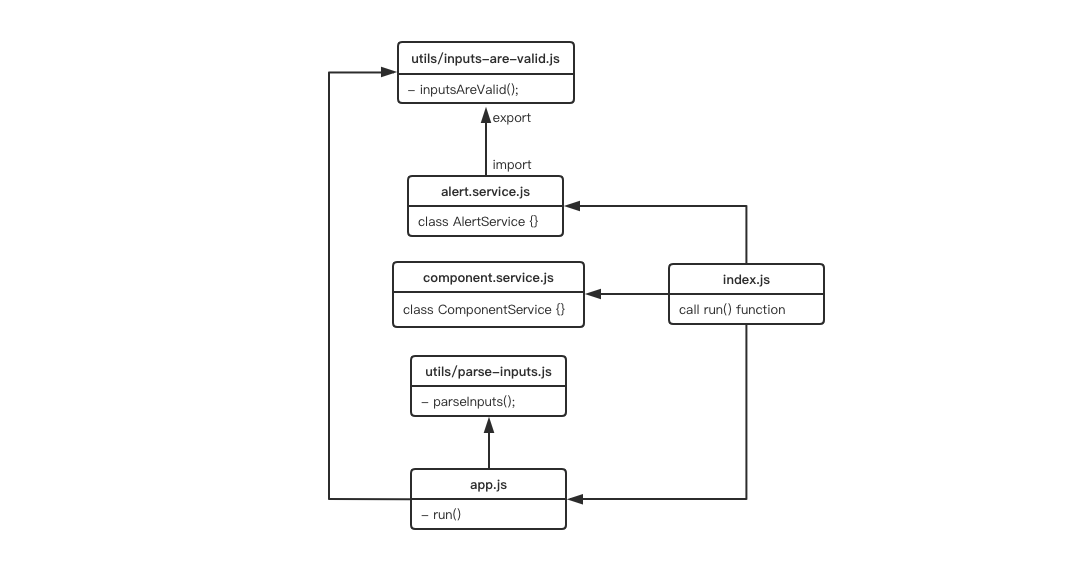 utils/inputs-are-valid.js
- inputsAreValid();
export
import
alert.service.js
class AlertService {}
component.service.js
class ComponentService {}
index.js
call run() function
utils/parse-inputs.js
- parseInputs();
app.js
- run()